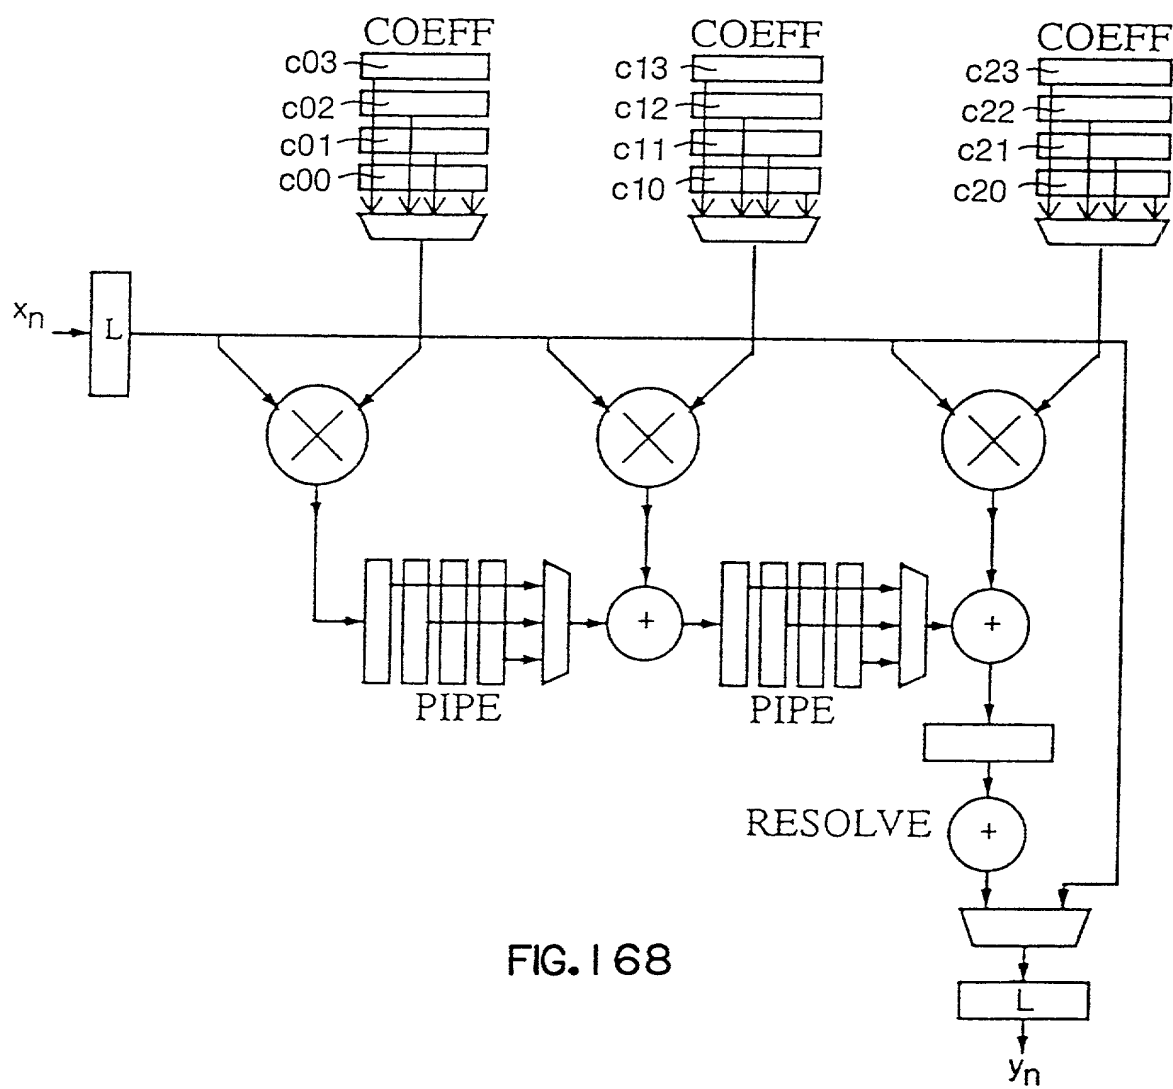 COEFF COEFF COEFF
c03 c13 c23
c02 c12 c22
c01 c11 c21
c00 c10 c20
xn
L
+ +
PIPE PIPE
RESOLVE +
FIG.168
L
yn